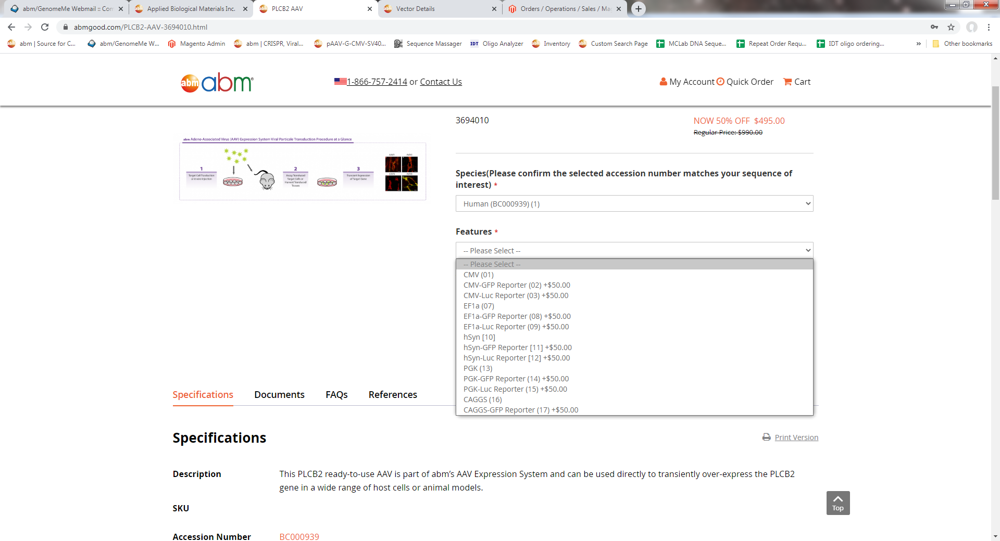 abm/GenomeMe Webmail :: Com
Applied Biological Materials Inc.
PLCB2 AAV
Vector Details
Orders / Operations / Sales / Ma
abmgood.com/PLCB2-AAV-3694010.html
abm | Source for C...
abm/GenomeMe W...
Magento Admin
abm | CRISPR, Viral...
pAAV-G-CMV-SV40...
Sequence Massager
IDT Oligo Analyzer
Inventory
Custom Search Page
MCLab DNA Seque...
Repeat Order Requ...
IDT oligo ordering...
»
Other bookmarks
abm abm®
1-866-757-2414 or Contact Us
My Account Quick Order Cart
3694010
NOW 50% OFF $495.00
Regular Price: $990.00
abm Adeno-Associated Virus (AAV) Expression System Viral Particale Transduction Procedure at a Glance
1
Target Cell Transduction
or in vivo Injection
2
Assay Transduced
Target Cells or
Harvest Transduced
Tissues
3
Transient Expression
of Target Gene
Species(Please confirm the selected accession number matches your sequence of
interest) *
Human (BC000939) (1)
Features *
-- Please Select --
-- Please Select --
CMV (01)
CMV-GFP Reporter (02) +$50.00
CMV-Luc Reporter (03) +$50.00
EF1a (07)
EF1a-GFP Reporter (08) +$50.00
EF1a-Luc Reporter (09) +$50.00
hSyn [10]
hSyn-GFP Reporter [11] +$50.00
hSyn-Luc Reporter [12] +$50.00
PGK (13)
PGK-GFP Reporter (14) +$50.00
PGK-Luc Reporter (15) +$50.00
CAGGS (16)
CAGGS-GFP Reporter (17) +$50.00
Specifications
Documents
FAQs
References
Specifications
Print Version
Description
This PLCB2 ready-to-use AAV is part of abm’s AAV Expression System and can be used directly to transiently over-express the PLCB2
gene in a wide range of host cells or animal models.
SKU
Top
Accession Number
BC000939